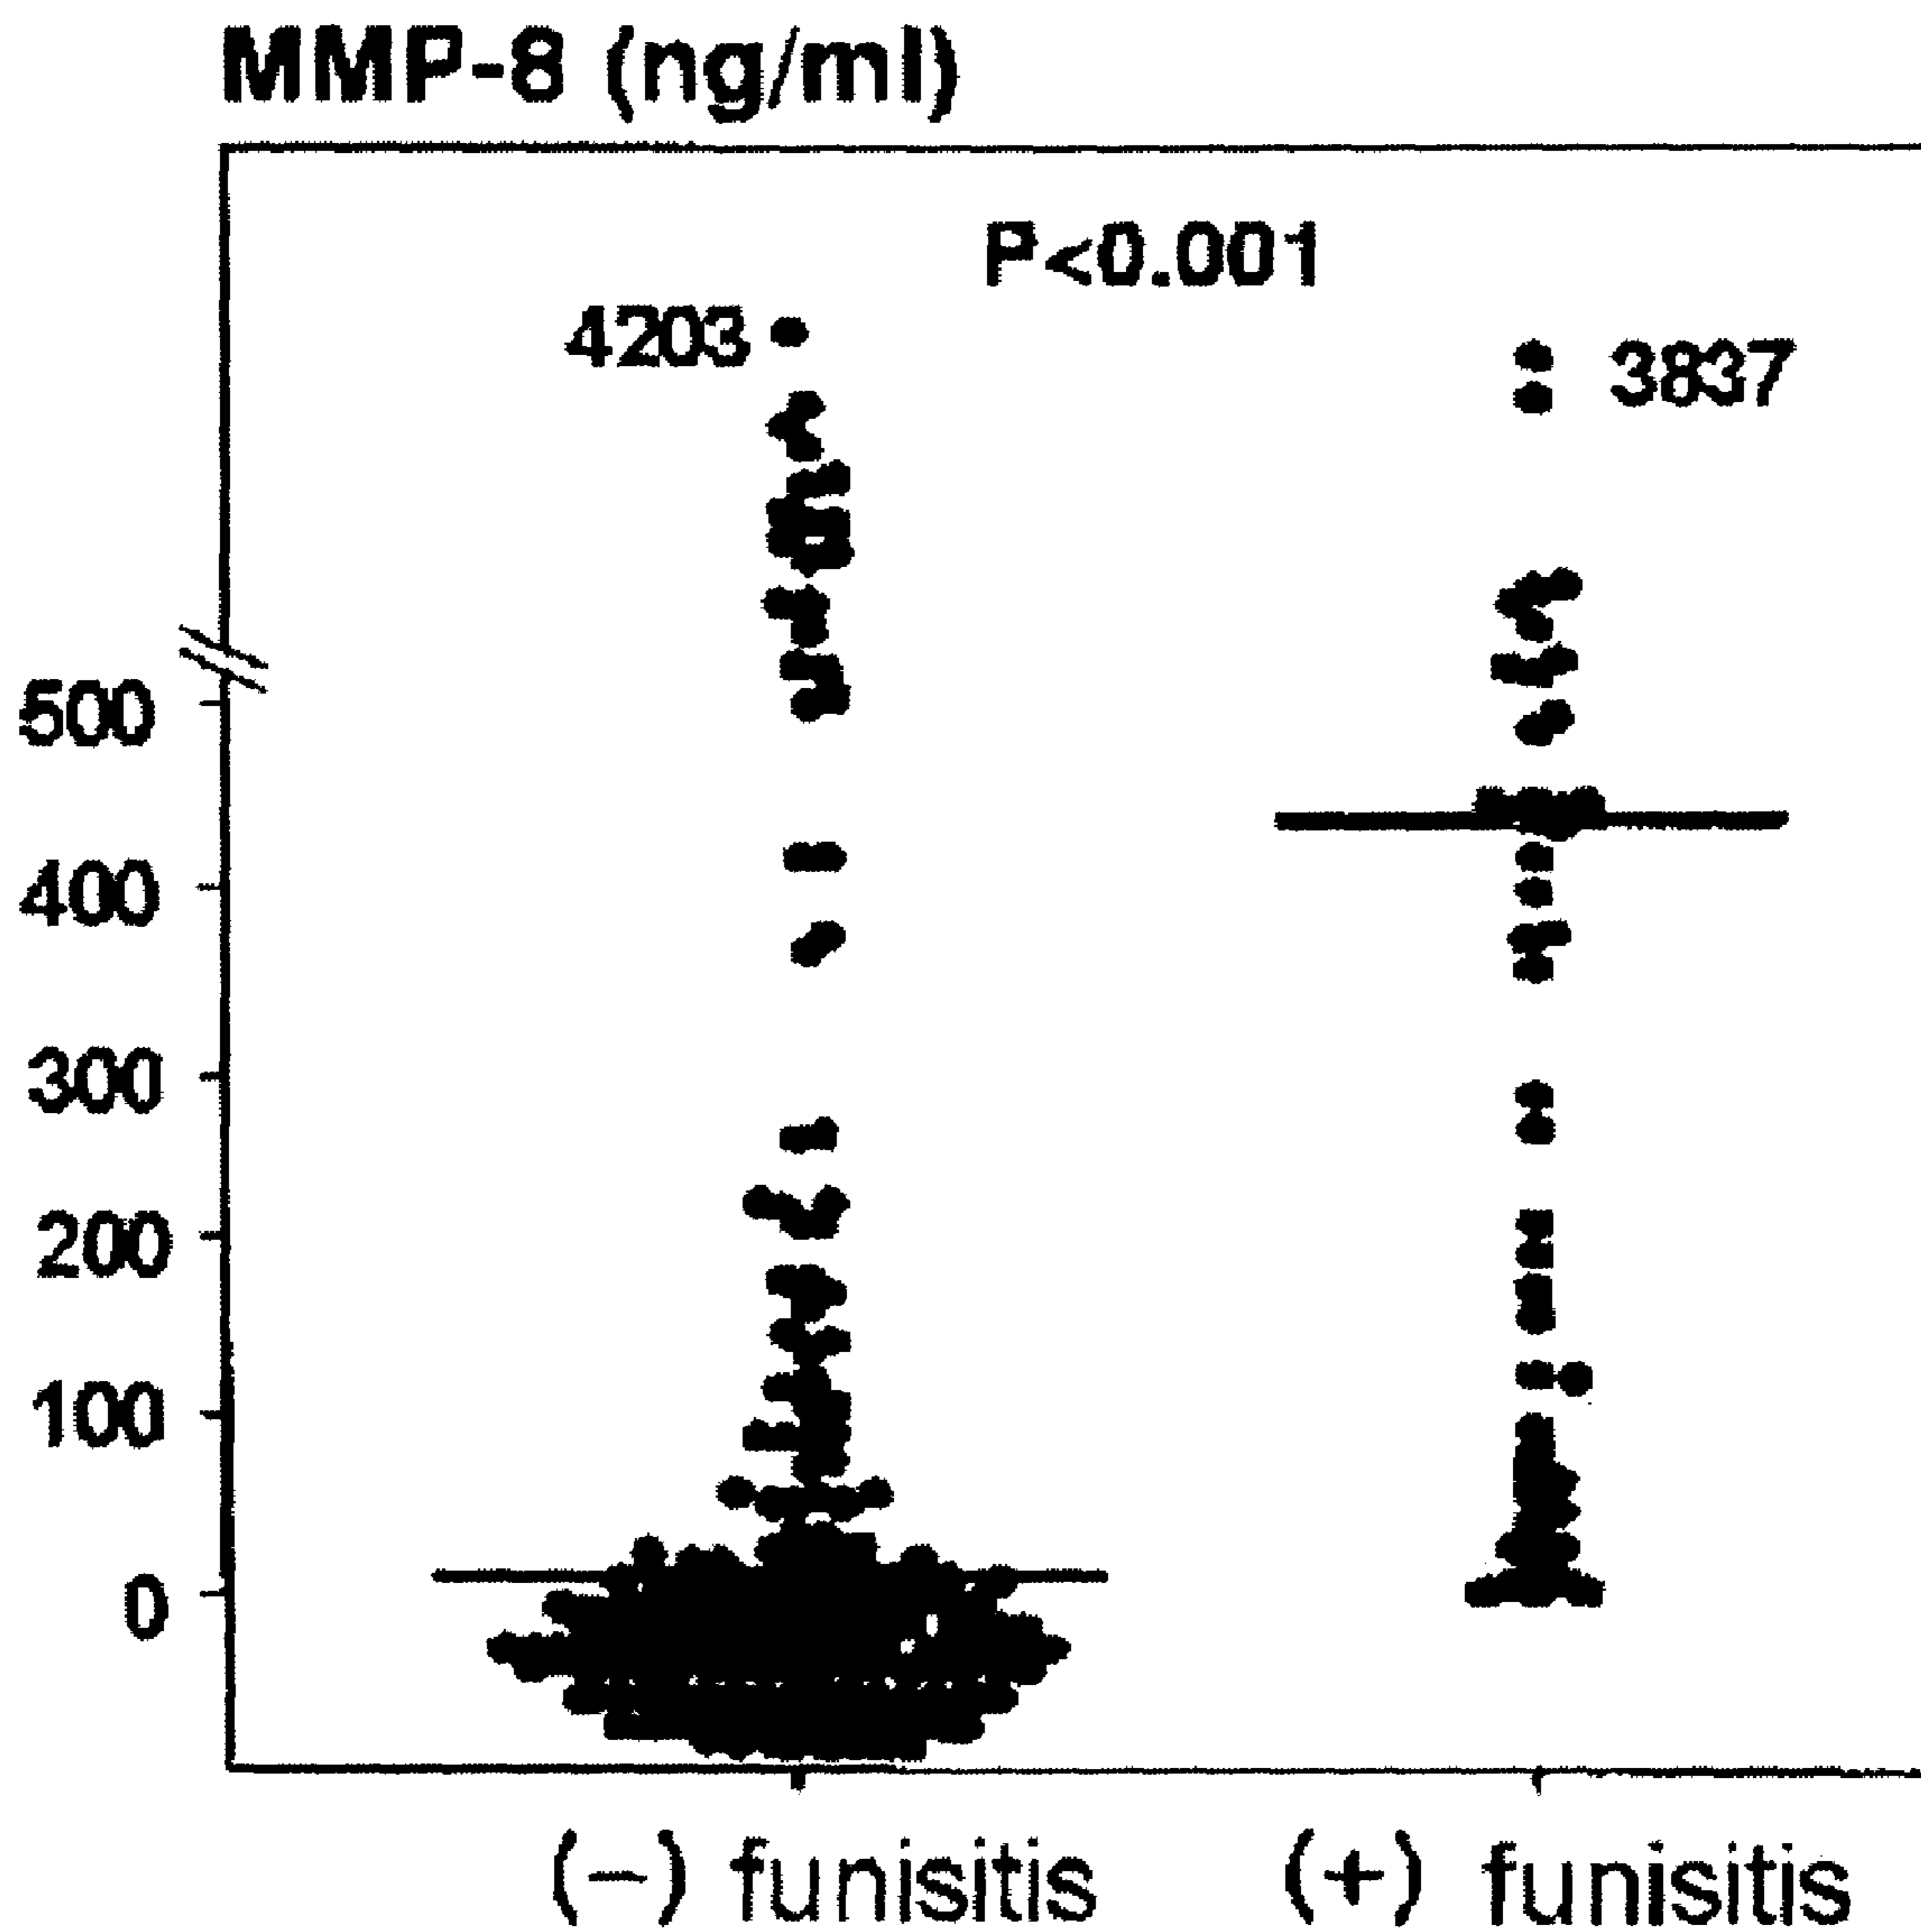 MMP-8 (ng/ml)
P<0.001
4203
3837
500
400
300
200
100
0
(−) funisitis
(+) funisitis